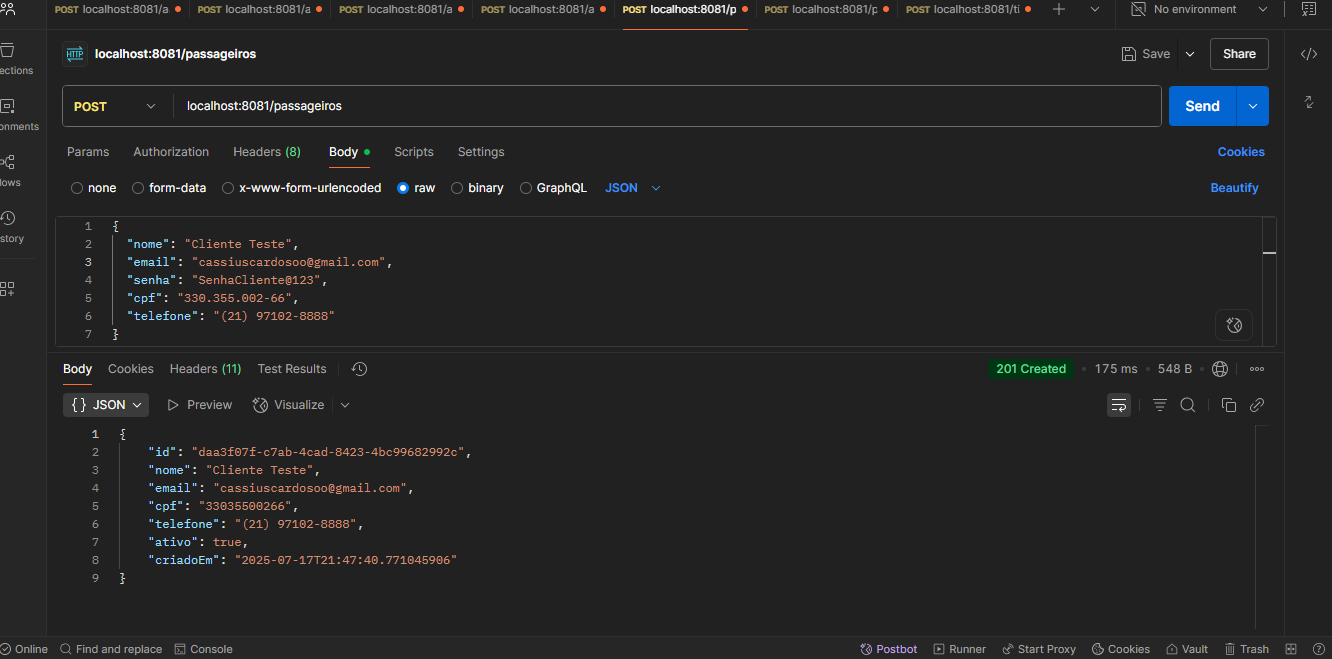 POST localhost:8081/a
POST localhost:8081/a
POST localhost:8081/a
POST localhost:8081/a
POST localhost:8081/p
POST localhost:8081/p
POST localhost:8081/ti
No environment
ections
onments
lows
story
HTTP localhost:8081/passageiros
Save
Share
POST localhost:8081/passageiros
Send
Params Authorization Headers (8) Body Scripts Settings Cookies
none form-data x-www-form-urlencoded raw binary GraphQL JSON Beautify
1 {
2 "nome": "Cliente Teste",
3 "email": "cassiuscardosoo@gmail.com",
4 "senha": "SenhaCliente@123",
5 "cpf": "330.355.002-66",
6 "telefone": "(21) 97102-8888"
7 }
Body Cookies Headers (11) Test Results 201 Created 175 ms 548 B
{} JSON Preview Visualize
1 {
2 "id": "daa3f07f-c7ab-4cad-8423-4bc99682992c",
3 "nome": "Cliente Teste",
4 "email": "cassiuscardosoo@gmail.com",
5 "cpf": "33035500266",
6 "telefone": "(21) 97102-8888",
7 "ativo": true,
8 "criadoEm": "2025-07-17T21:47:40.771045906"
9 }
Online Find and replace Console Postbot Runner Start Proxy Cookies Vault Trash